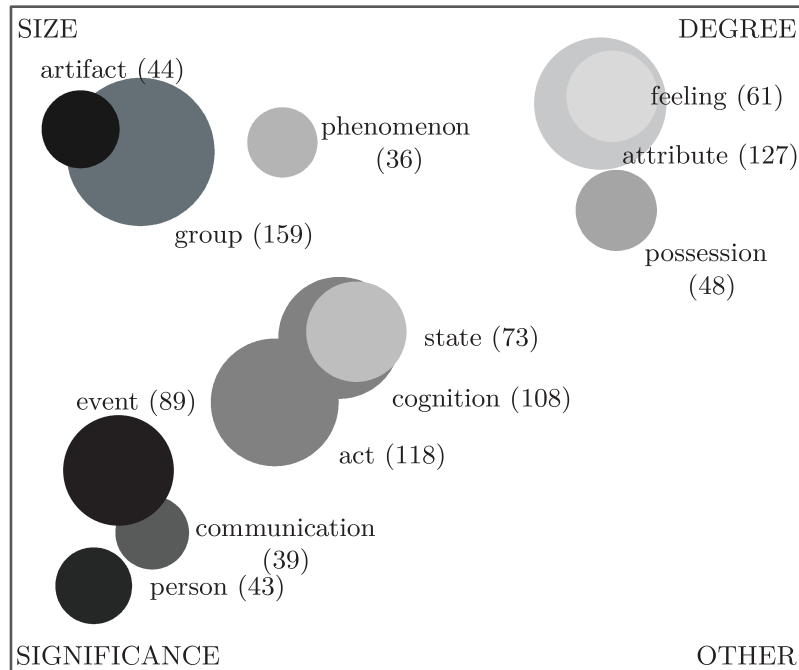 SIZE
DEGREE
artifact (44)
feeling (61)
phenomenon
(36)
attribute (127)
group (159)
possession
(48)
state (73)
cognition (108)
event (89)
act (118)
communication
(39)
person (43)
SIGNIFICANCE
OTHER